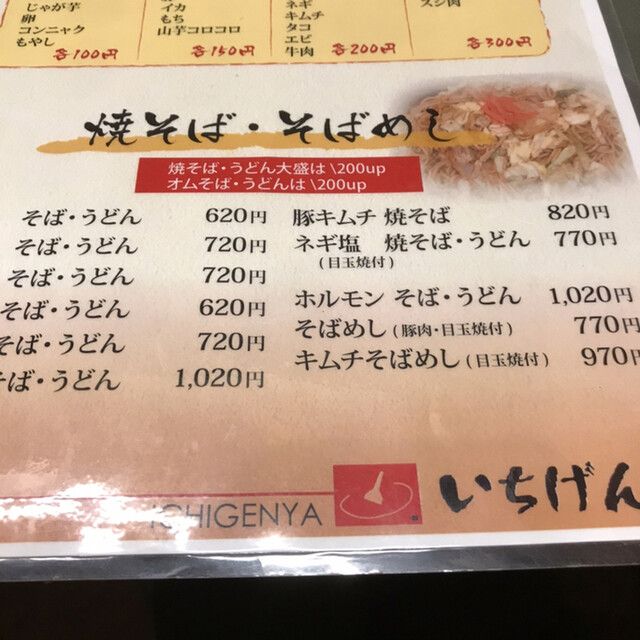 じゃが芋
卵
コンニャク
もやし
各100円
イカ
もち
山芋コロコロ
各150円
ネギ
キムチ
タコ
エビ
牛肉
各200円
スジ肉
各300円
焼そば・そばめし
焼そば・うどん大盛は \200up
オムそば・うどんは \200up
そば・うどん 620円
そば・うどん 720円
そば・うどん 720円
そば・うどん 620円
そば・うどん 720円
そば・うどん 1,020円
豚キムチ 焼そば 820円
ネギ塩 焼そば・うどん 770円
(目玉焼付)
ホルモン そば・うどん 1,020円
そばめし(豚肉・目玉焼付) 770円
キムチそばめし(目玉焼付) 970円
ICHIGENYA
いちげん